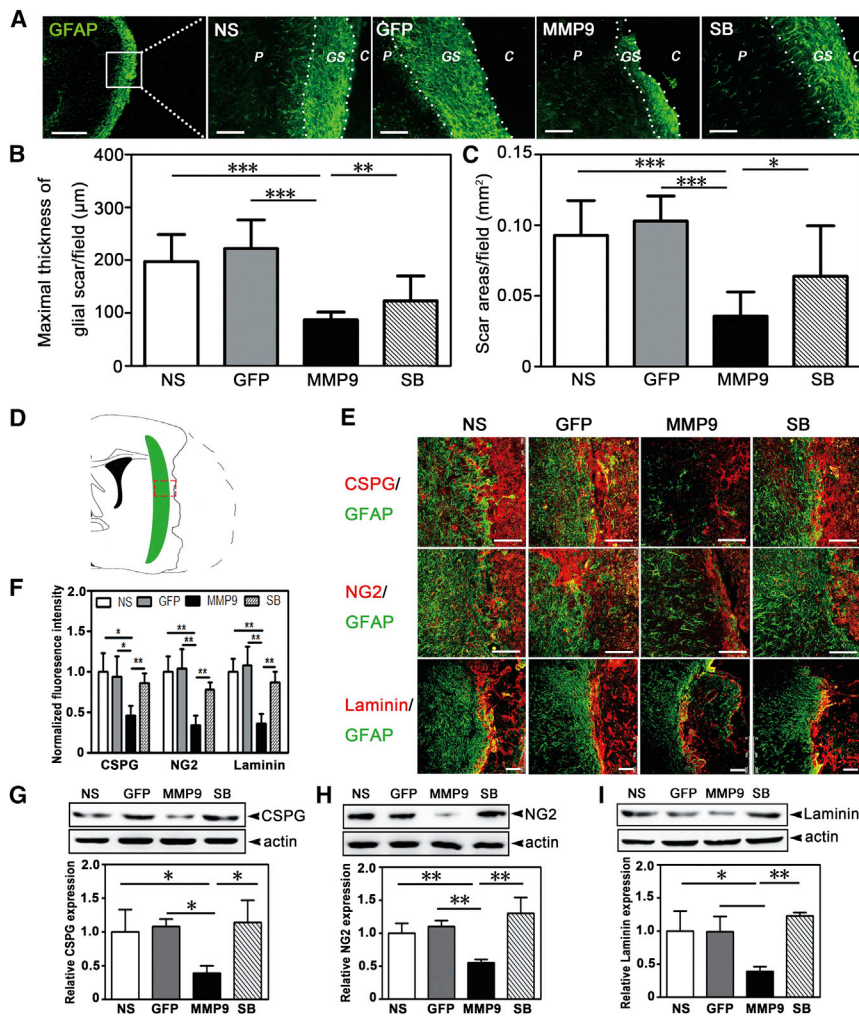 A
GFAP
NS
GFP
MMP9
SB
P
GS
C
P
GS
C
P
GS
C
P
GS
C
B
Maximal thickness of
glial scar/field (µm)
400
300
200
100
0
***
**
***
NS
GFP
MMP9
SB
C
Scar areas/field (mm²)
0.15
0.10
0.05
0
***
*
***
NS
GFP
MMP9
SB
D
E
NS
GFP
MMP9
SB
CSPG/
GFAP
NG2/
GFAP
Laminin/
GFAP
F
Normalized fluoresence intensity
2.0
1.5
1.0
0.5
0
NS
GFP
MMP9
SB
*
*
**
**
**
**
**
**
**
CSPG
NG2
Laminin
G
NS
GFP
MMP9
SB
CSPG
actin
Relative CSPG expression
2.0
1.5
1.0
0.5
0
*
*
*
NS
GFP
MMP9
SB
H
NS
GFP
MMP9
SB
NG2
actin
Relative NG2 expression
2.0
1.5
1.0
0.5
0
**
**
**
NS
GFP
MMP9
SB
I
NS
GFP
MMP9
SB
Laminin
actin
Relative Laminin expression
2.0
1.5
1.0
0.5
0
*
**
NS
GFP
MMP9
SB